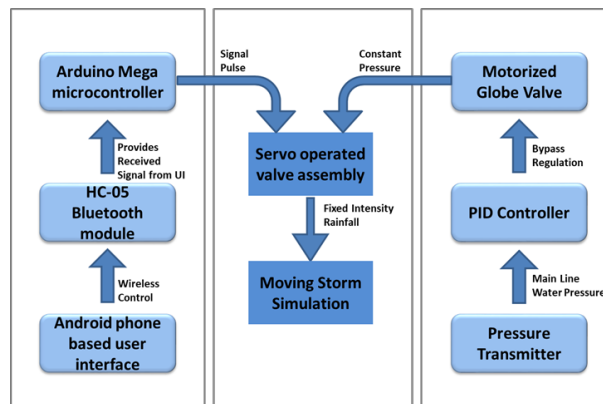 Arduino Mega
microcontroller
Provides
Received
Signal from UI
HC-05
Bluetooth
module
Wireless
Control
Android phone
based user
interface
Signal
Pulse
Constant
Pressure
Servo operated
valve assembly
Fixed Intensity
Rainfall
Moving Storm
Simulation
Motorized
Globe Valve
Bypass
Regulation
PID Controller
Main Line
Water Pressure
Pressure
Transmitter